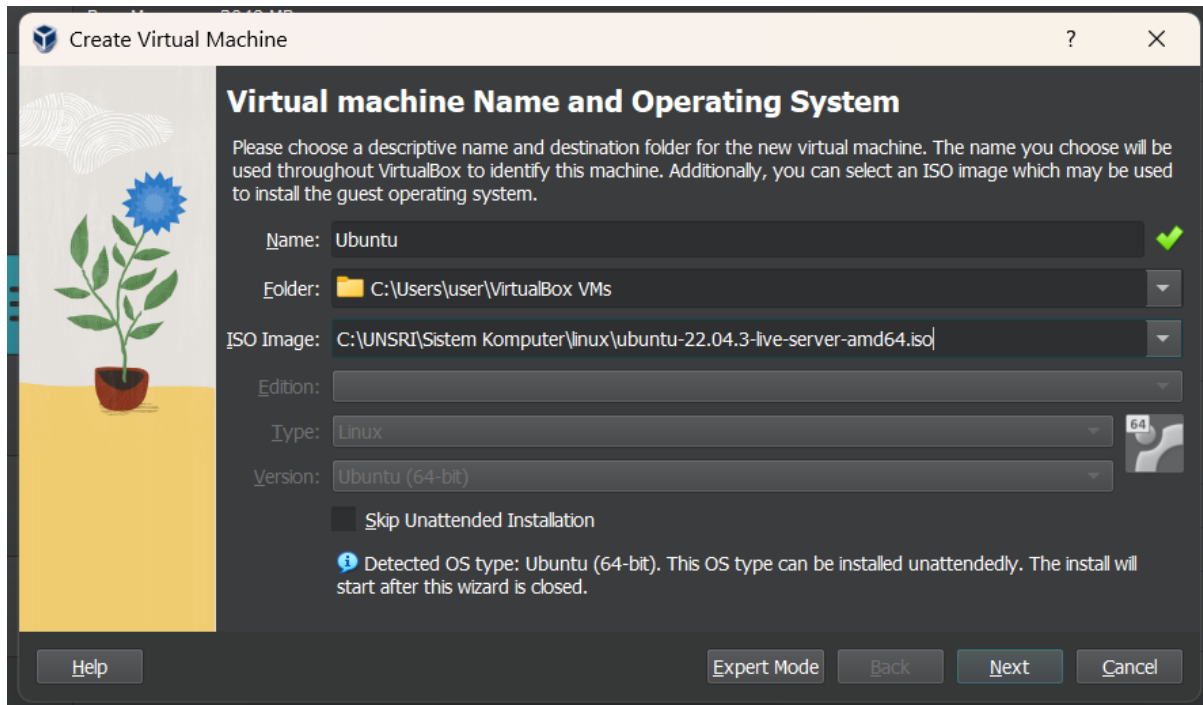 Create Virtual Machine
?
Virtual machine Name and Operating System
Please choose a descriptive name and destination folder for the new virtual machine. The name you choose will be
used throughout VirtualBox to identify this machine. Additionally, you can select an ISO image which may be used
to install the guest operating system.
Name: Ubuntu
Folder: C:\Users\user\VirtualBox VMs
ISO Image: C:\UNSRI\Sistem Komputer\linux\ubuntu-22.04.3-live-server-amd64.iso
Edition:
Type: Linux
64
Version: Ubuntu (64-bit)
Skip Unattended Installation
Detected OS type: Ubuntu (64-bit). This OS type can be installed unattendedly. The install will
start after this wizard is closed.
Help Expert Mode Back Next Cancel